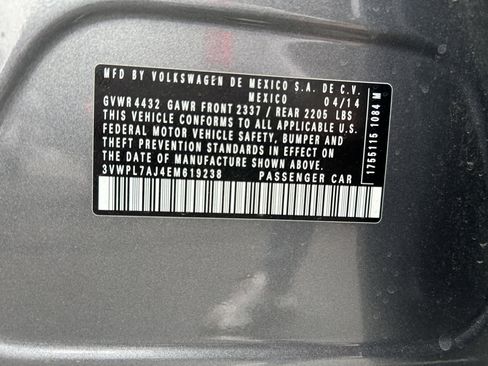 MFD BY VOLKSWAGEN DE MEXICO S.A. DE C.V.
MEXICO 04/14
GVWR 4432 GAWR FRONT 2337 / REAR 2205 LBS
THIS VEHICLE CONFORMS TO ALL APPLICABLE U.S.
FEDERAL MOTOR VEHICLE SAFETY, BUMPER AND
THEFT PREVENTION STANDARDS IN EFFECT ON
THE DATE OF MANUFACTURE SHOWN ABOVE.
3VWPL7AJ4EM619238 PASSENGER CAR
1755115 1084 M